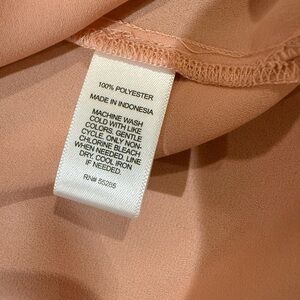 100% POLYESTER
MADE IN INDONESIA
MACHINE WASH
COLD WITH LIKE
COLORS. GENTLE
CYCLE. ONLY NON-
CHLORINE BLEACH
WHEN NEEDED. LINE
DRY. COOL IRON
IF NEEDED.
RN# 55285